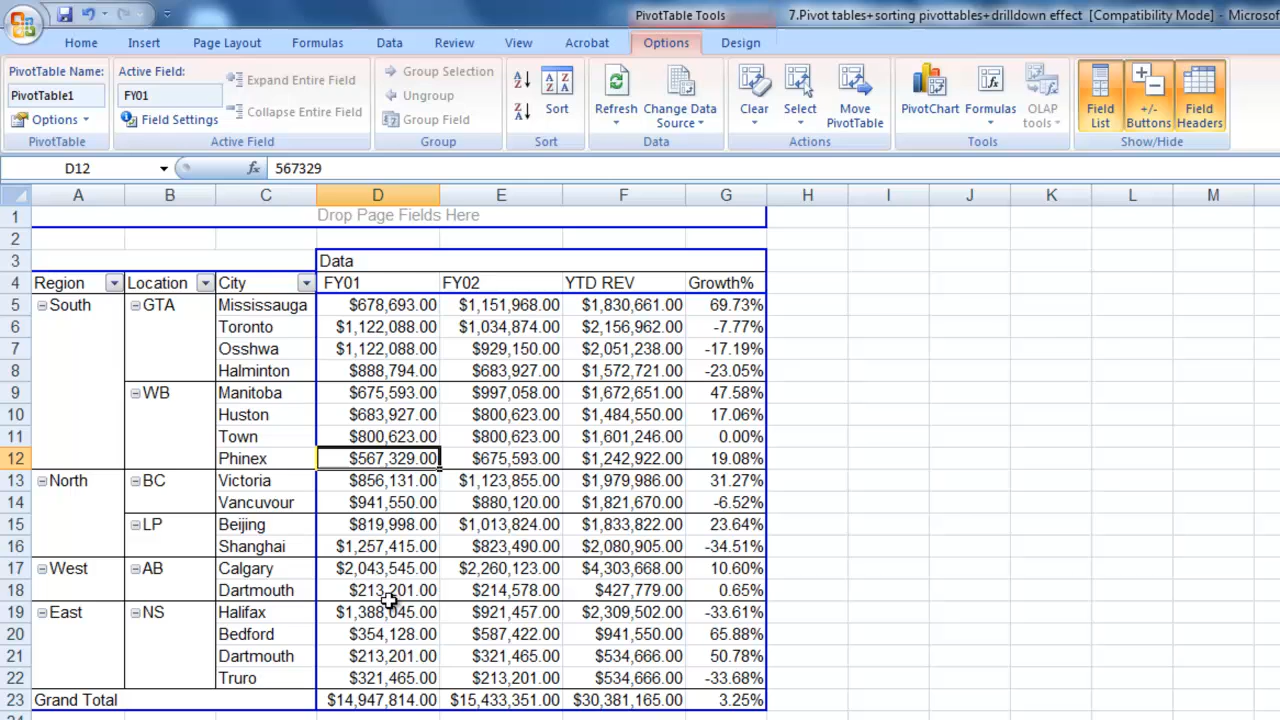 PivotTable Tools
7.Pivot tables+sorting pivottables+drilldown effect [Compatibility Mode] - Microsof
Home Insert Page Layout Formulas Data Review View Acrobat Options Design
PivotTable Name: Active Field:
PivotTable1 FY01
Options Field Settings
Expand Entire Field
Collapse Entire Field
Group Selection
Ungroup
Group Field
Sort
Refresh Change Data Source
Clear Select Move PivotTable
PivotChart Formulas OLAP tools
Field List +/- Buttons Field Headers
PivotTable Active Field Group Sort Data Actions Tools Show/Hide
D12 fx 567329
A B C D E F G H I J K L M
1 Drop Page Fields Here
2
3 Data
4 Region Location City FY01 FY02 YTD REV Growth%
5 South GTA Mississauga $678,693.00 $1,151,968.00 $1,830,661.00 69.73%
6 Toronto $1,122,088.00 $1,034,874.00 $2,156,962.00 -7.77%
7 Osshwa $1,122,088.00 $929,150.00 $2,051,238.00 -17.19%
8 Halminton $888,794.00 $683,927.00 $1,572,721.00 -23.05%
9 WB Manitoba $675,593.00 $997,058.00 $1,672,651.00 47.58%
10 Huston $683,927.00 $800,623.00 $1,484,550.00 17.06%
11 Town $800,623.00 $800,623.00 $1,601,246.00 0.00%
12 Phinex $567,329.00 $675,593.00 $1,242,922.00 19.08%
13 North BC Victoria $856,131.00 $1,123,855.00 $1,979,986.00 31.27%
14 Vancuvour $941,550.00 $880,120.00 $1,821,670.00 -6.52%
15 LP Beijing $819,998.00 $1,013,824.00 $1,833,822.00 23.64%
16 Shanghai $1,257,415.00 $823,490.00 $2,080,905.00 -34.51%
17 West AB Calgary $2,043,545.00 $2,260,123.00 $4,303,668.00 10.60%
18 Dartmouth $213,201.00 $214,578.00 $427,779.00 0.65%
19 East NS Halifax $1,388,045.00 $921,457.00 $2,309,502.00 -33.61%
20 Bedford $354,128.00 $587,422.00 $941,550.00 65.88%
21 Dartmouth $213,201.00 $321,465.00 $534,666.00 50.78%
22 Truro $321,465.00 $213,201.00 $534,666.00 -33.68%
23 Grand Total $14,947,814.00 $15,433,351.00 $30,381,165.00 3.25%